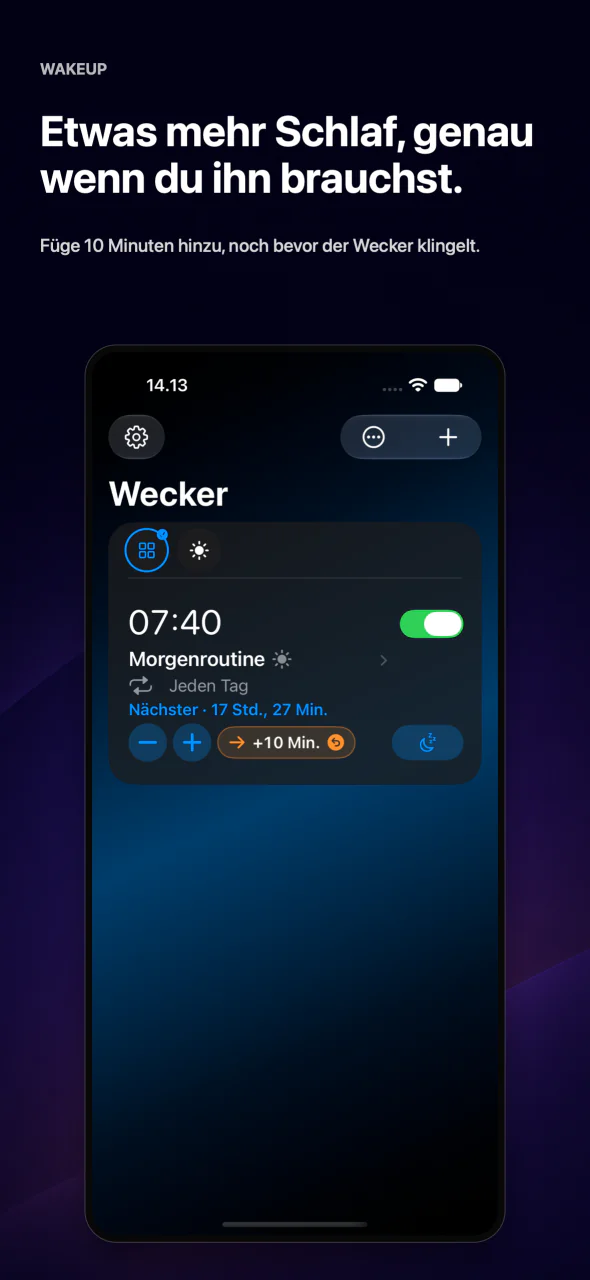 WAKEUP
Etwas mehr Schlaf, genau
wenn du ihn brauchst.
Füge 10 Minuten hinzu, noch bevor der Wecker klingelt.
14.13
Wecker
07:40
Morgenroutine
Jeden Tag
Nächster · 17 Std., 27 Min.
+10 Min.